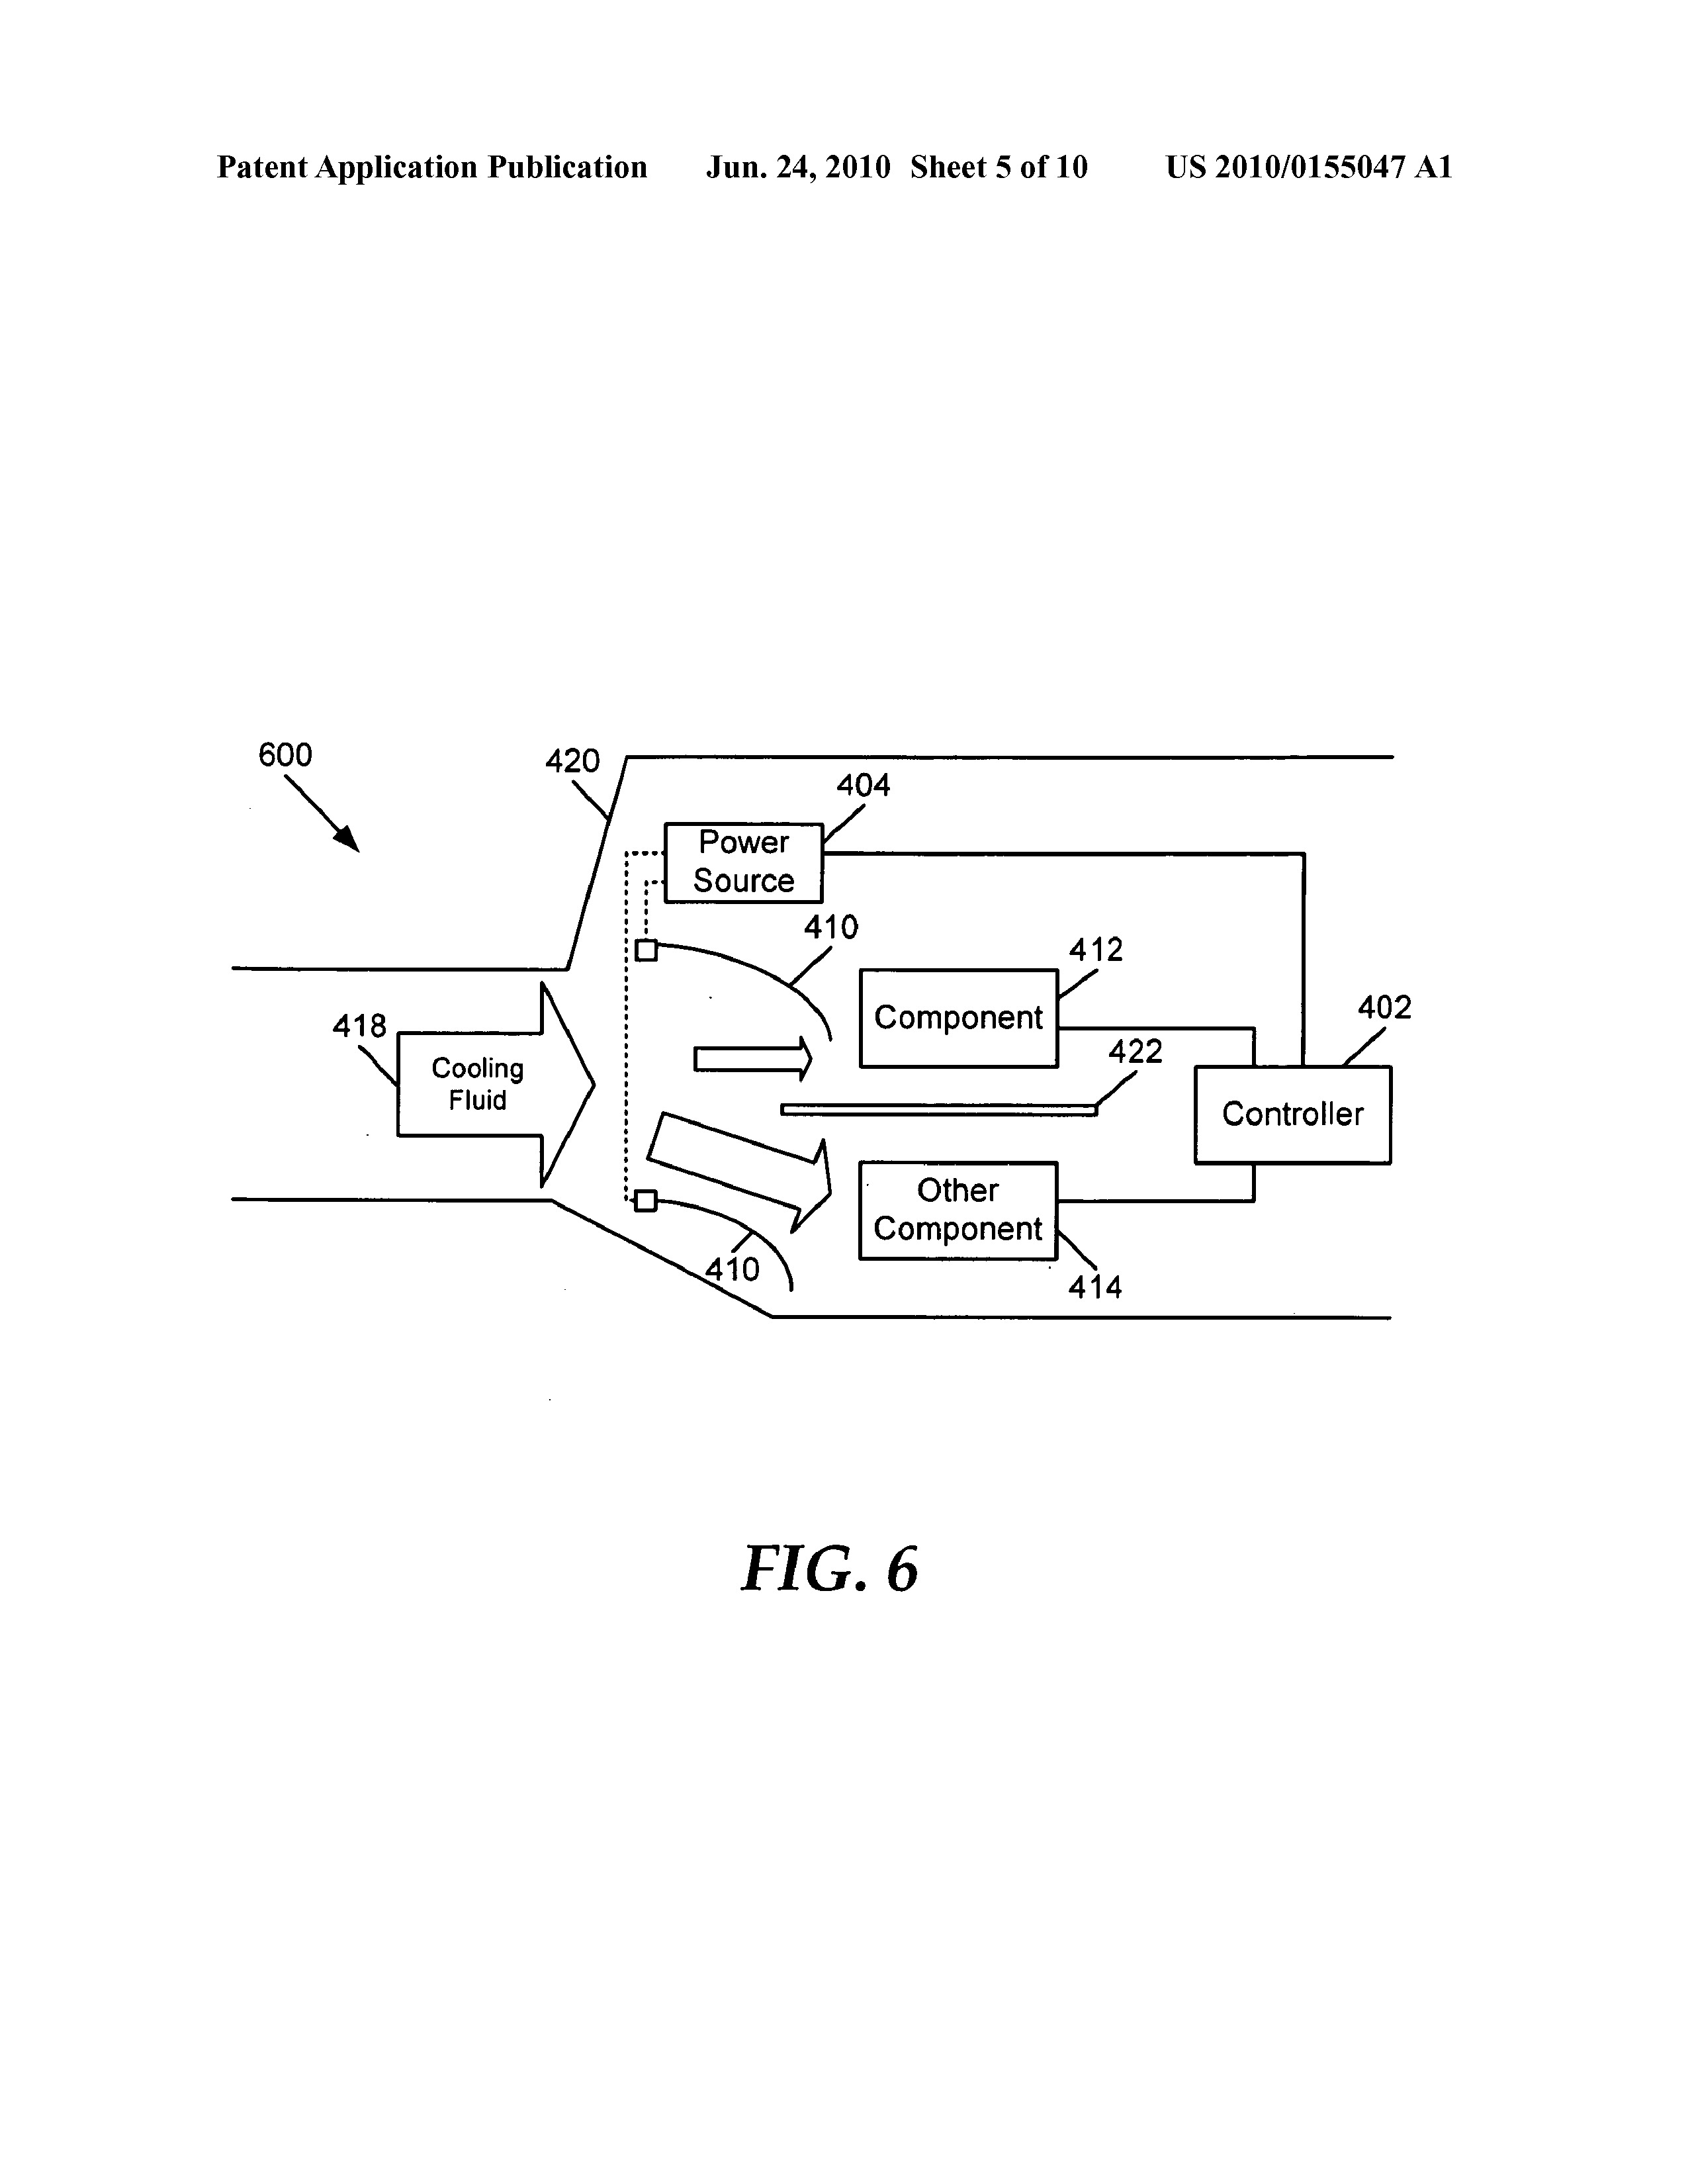 Patent Application Publication Jun. 24, 2010 Sheet 5 of 10 US 2010/0155047 A1
600
420
404
Power
Source
410
412
Component
402
418
422
Cooling
Fluid
Controller
Other
Component
410
414
FIG. 6